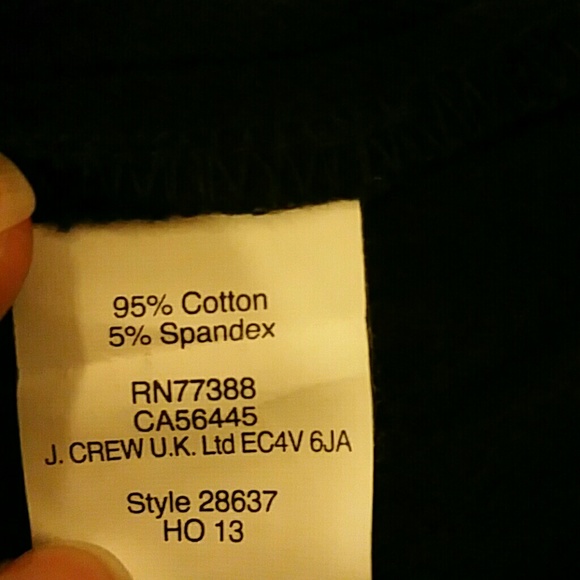 95% Cotton
5% Spandex
RN77388
CA56445
J. CREW U.K. Ltd EC4V 6JA
Style 28637
HO 13